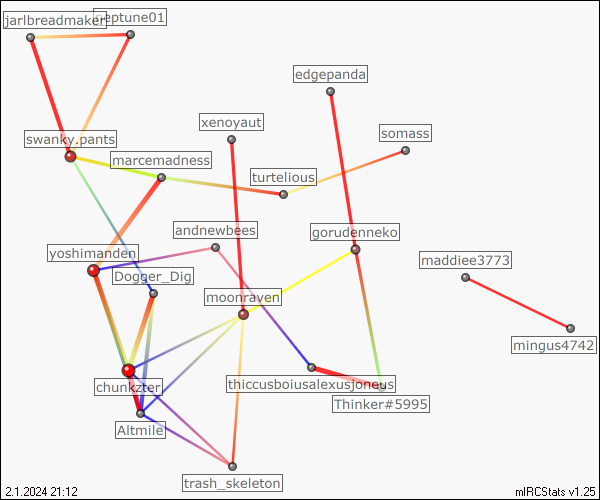 jarlbreadmaker
neptune01
edgepanda
xenoyaut
somass
swanky.pants
marcemadness
turtelious
andnewbees
gorudenneko
yoshimanden
maddiee3773
Dogger_Dig
moonraven
mingus4742
chunkzter
thiccusboiusalexusjoneus
Thinker#5995
Altmile
trash_skeleton
2.1.2024 21:12
mIRCStats v1.25